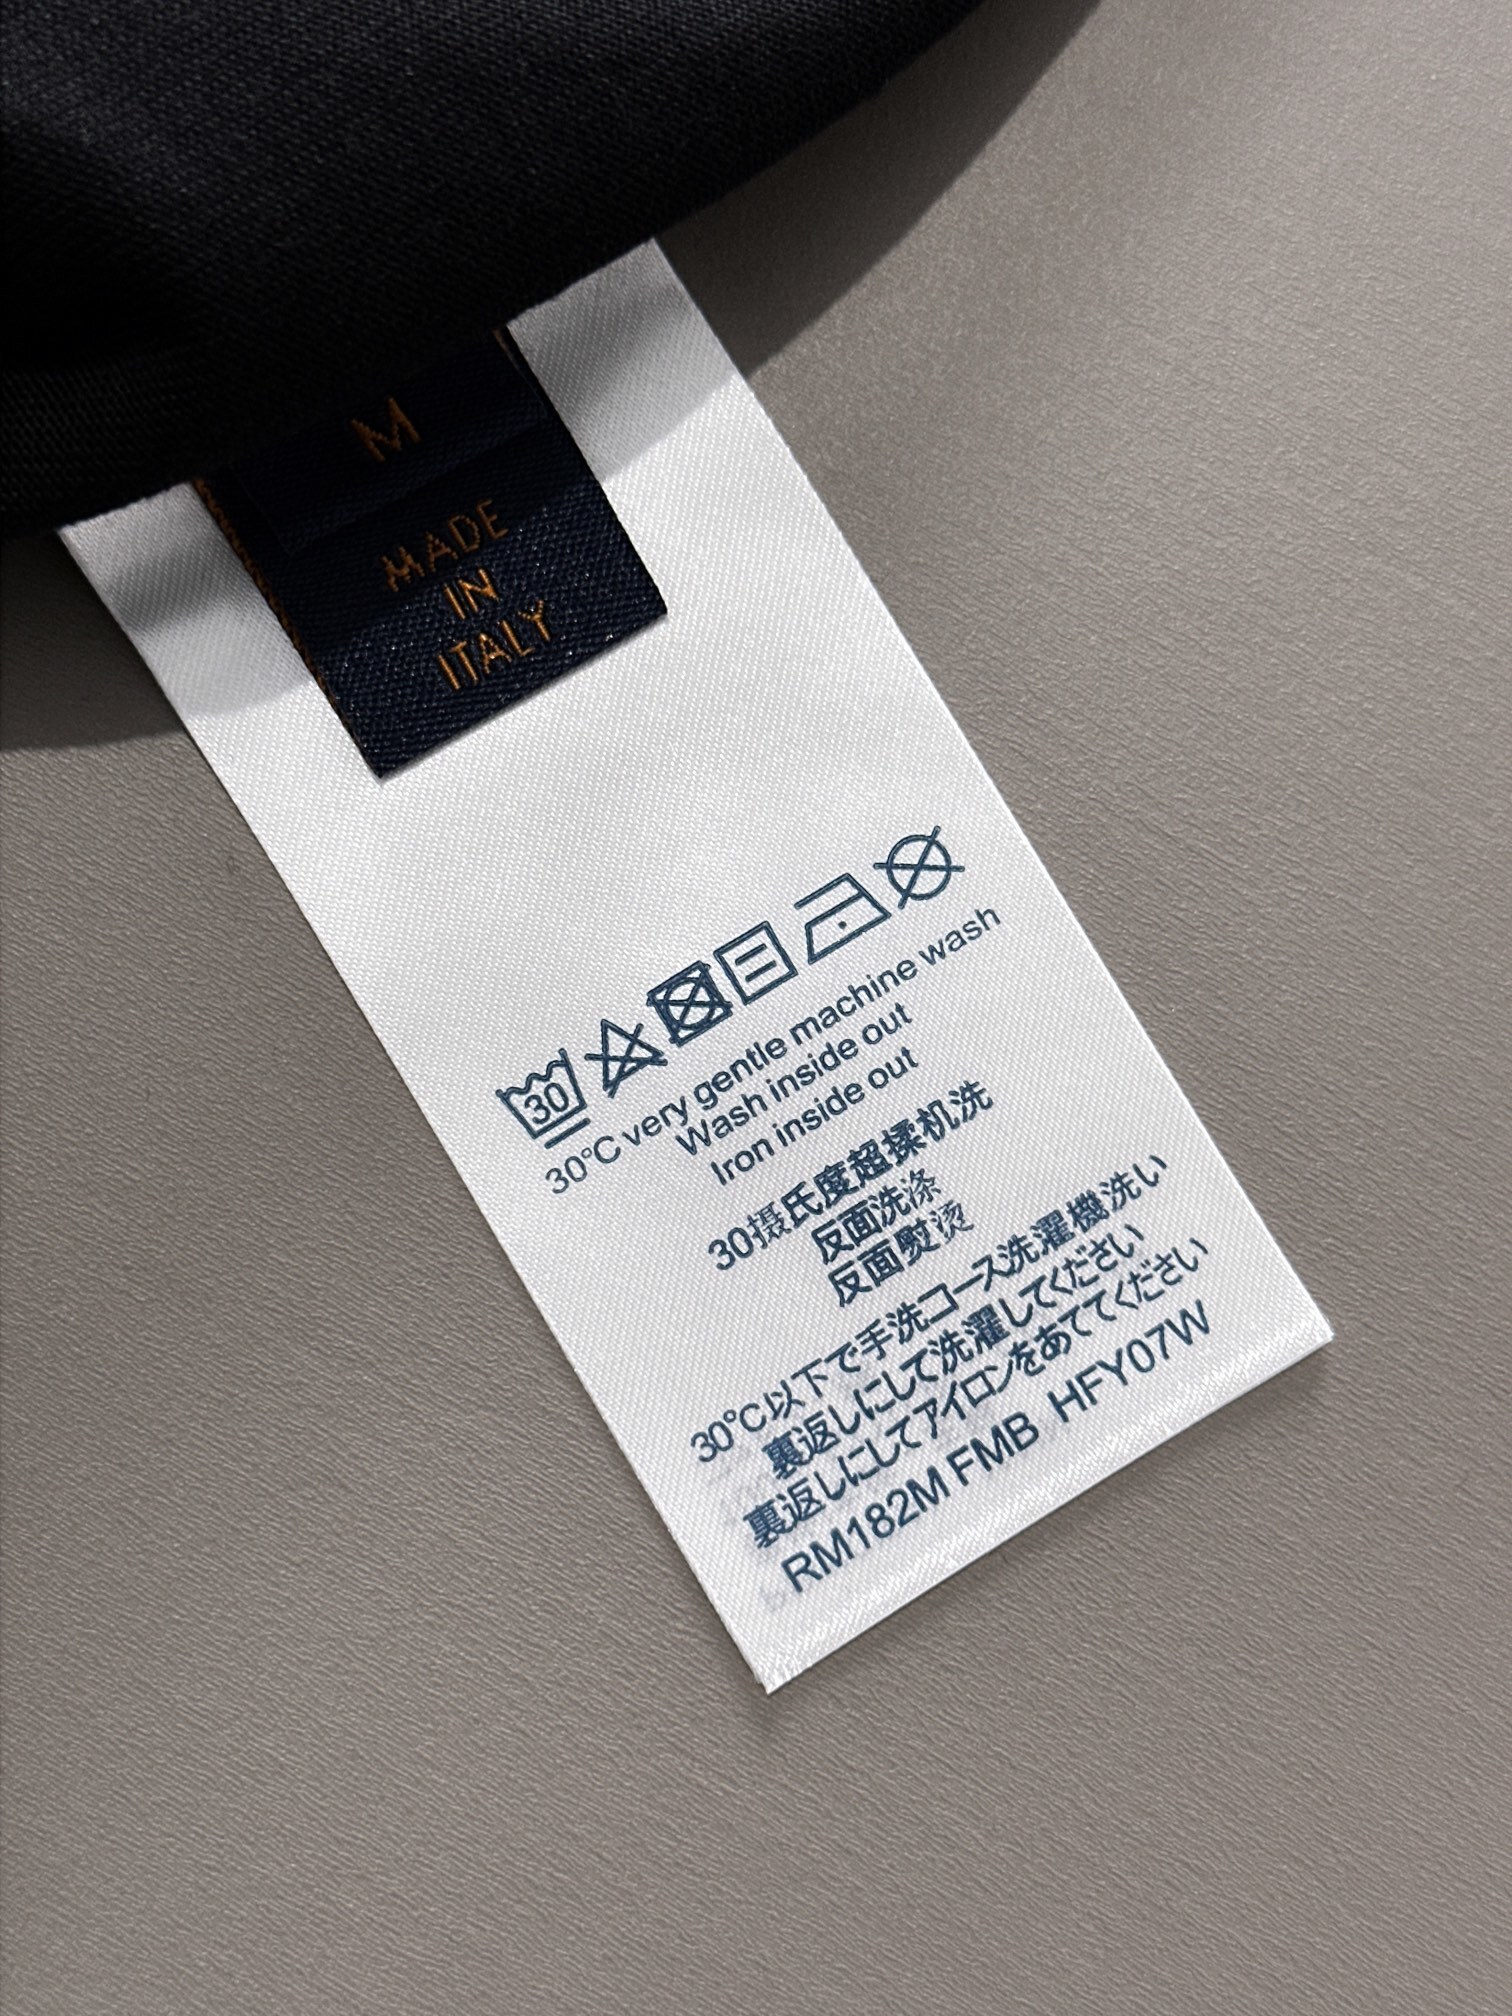 M
MADE
IN
ITALY
30
30°C very gentle machine wash
Wash inside out
Iron inside out
30摄氏度超揉机洗
反面洗涤
反面熨烫
30°C以下で手洗コース洗濯機洗い
裏返しにして洗濯してください
裏返しにしてアイロンをあててください
RM182M FMB HFY07W